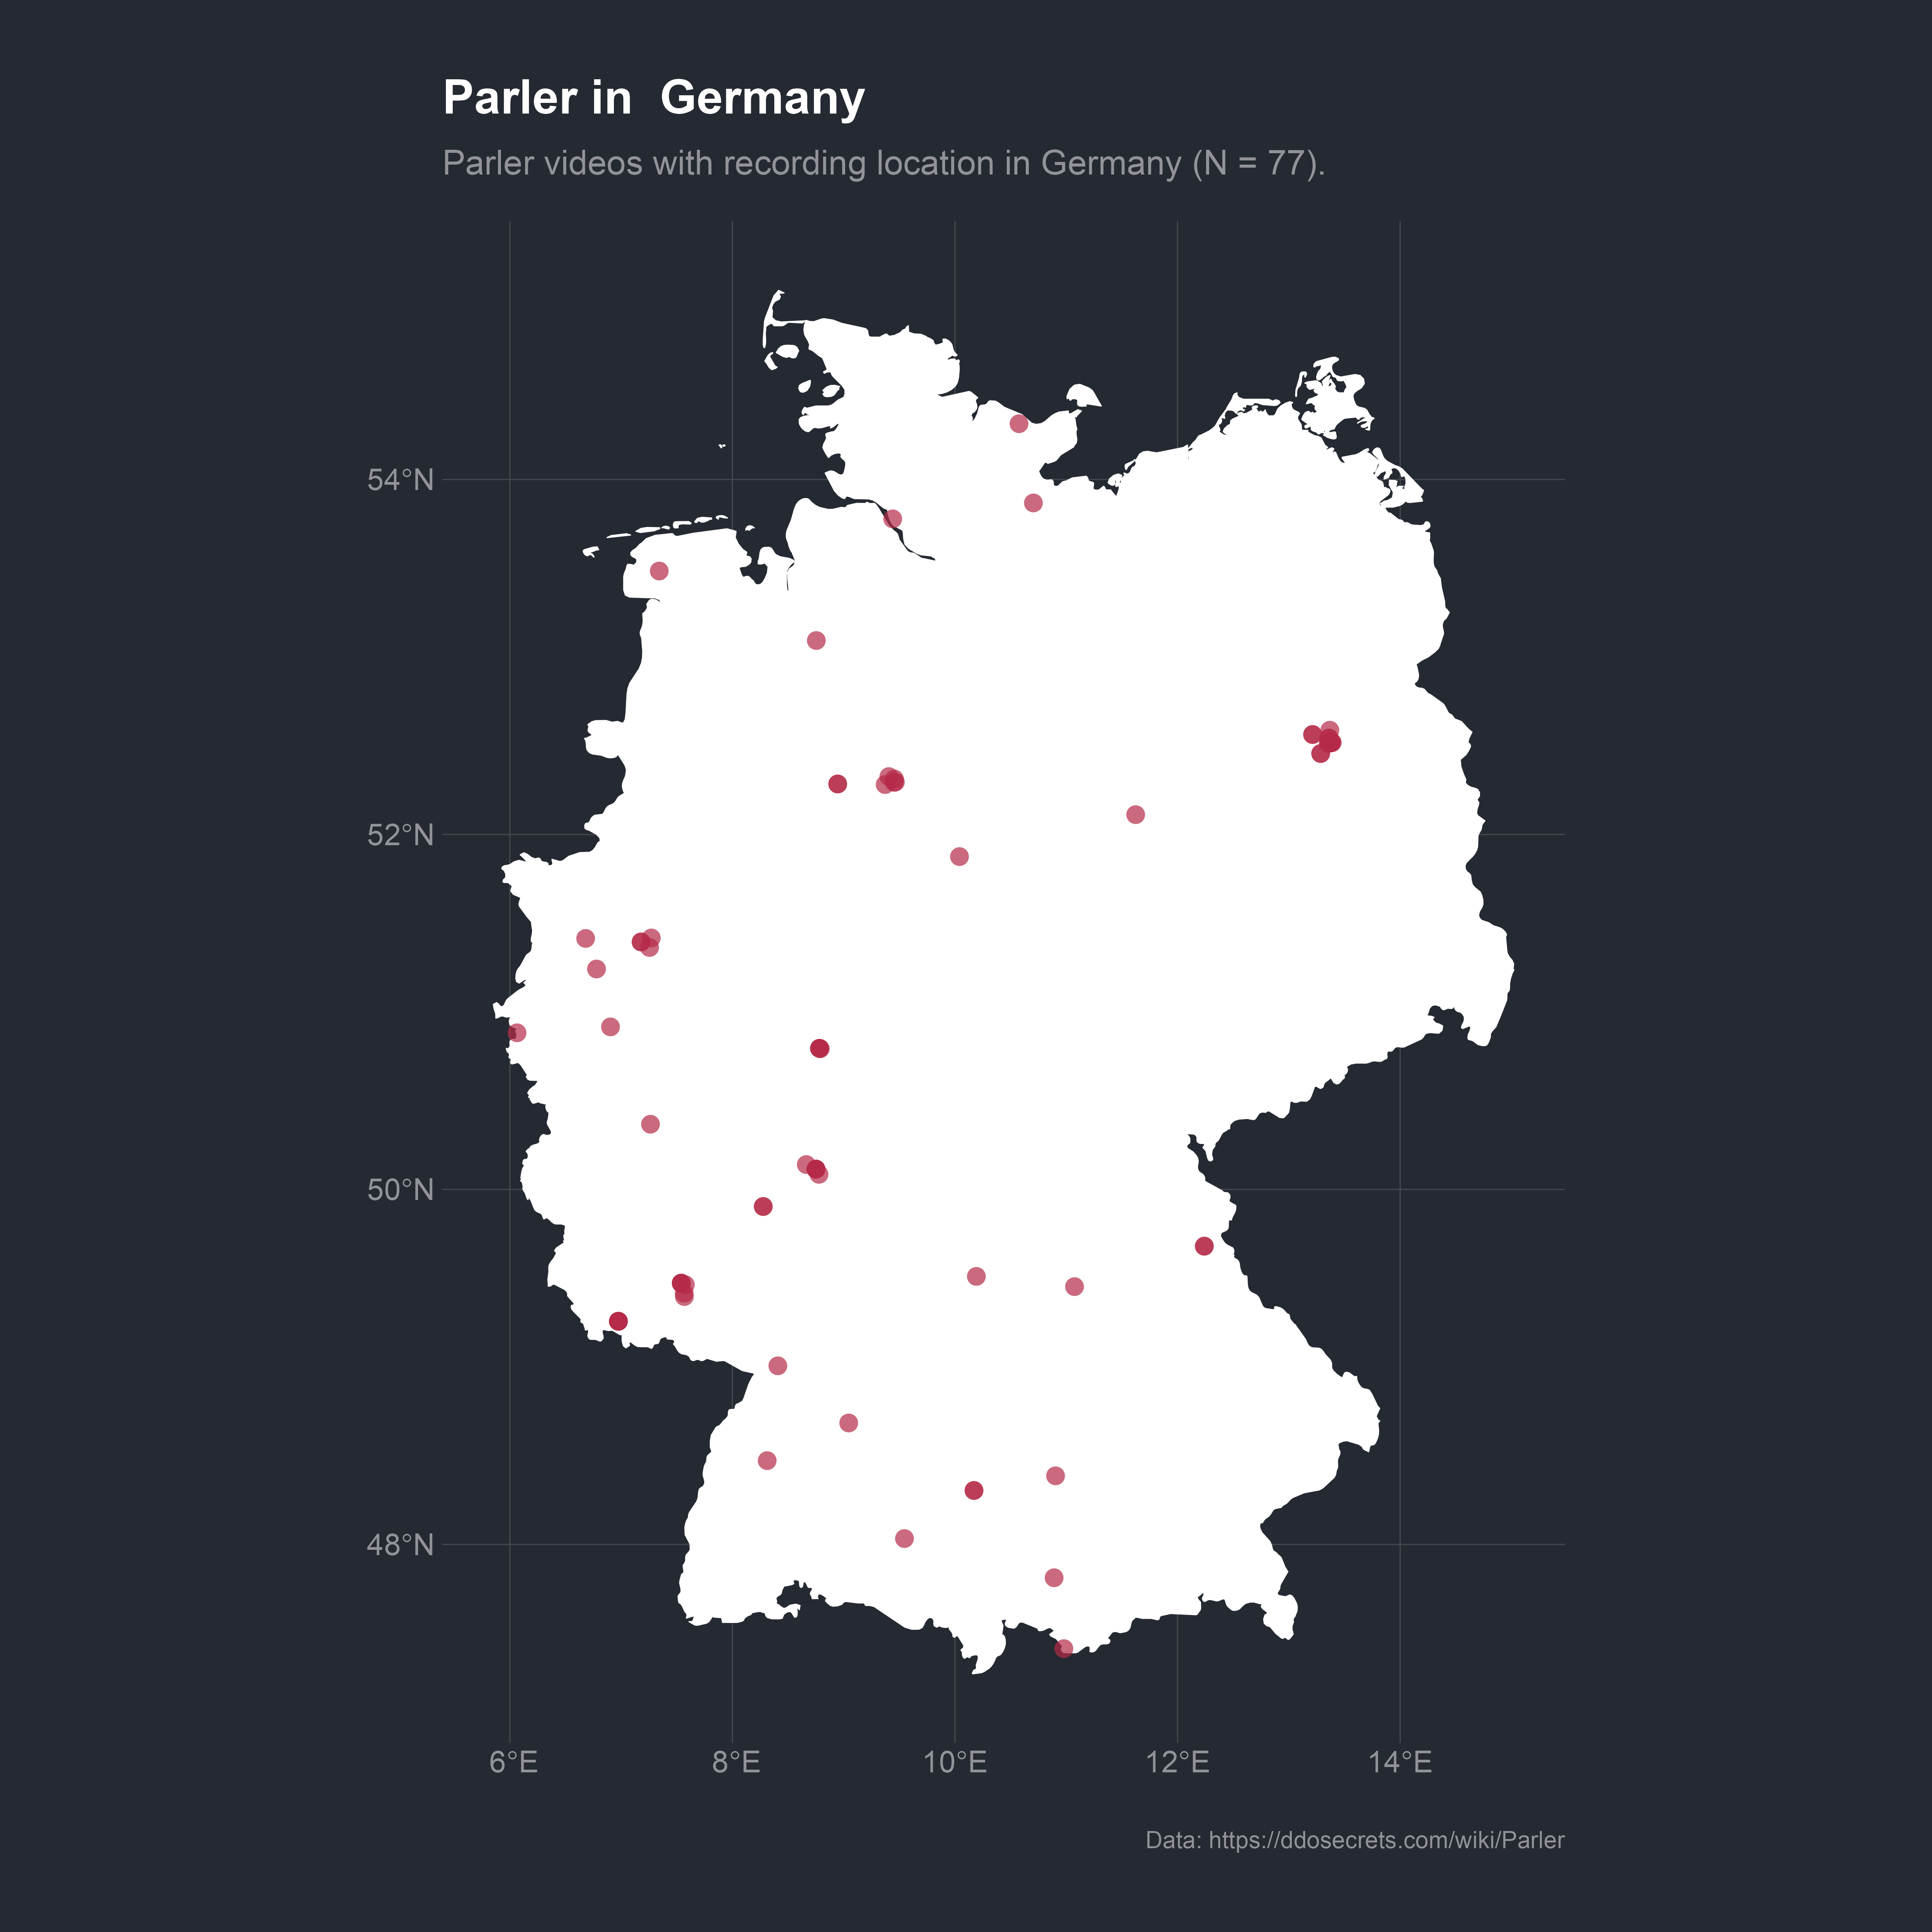 Parler in  Germany
Parler videos with recording location in Germany (N = 77).
54°N
52°N
50°N
48°N
6°E 8°E 10°E 12°E 14°E
Data: https://ddosecrets.com/wiki/Parler